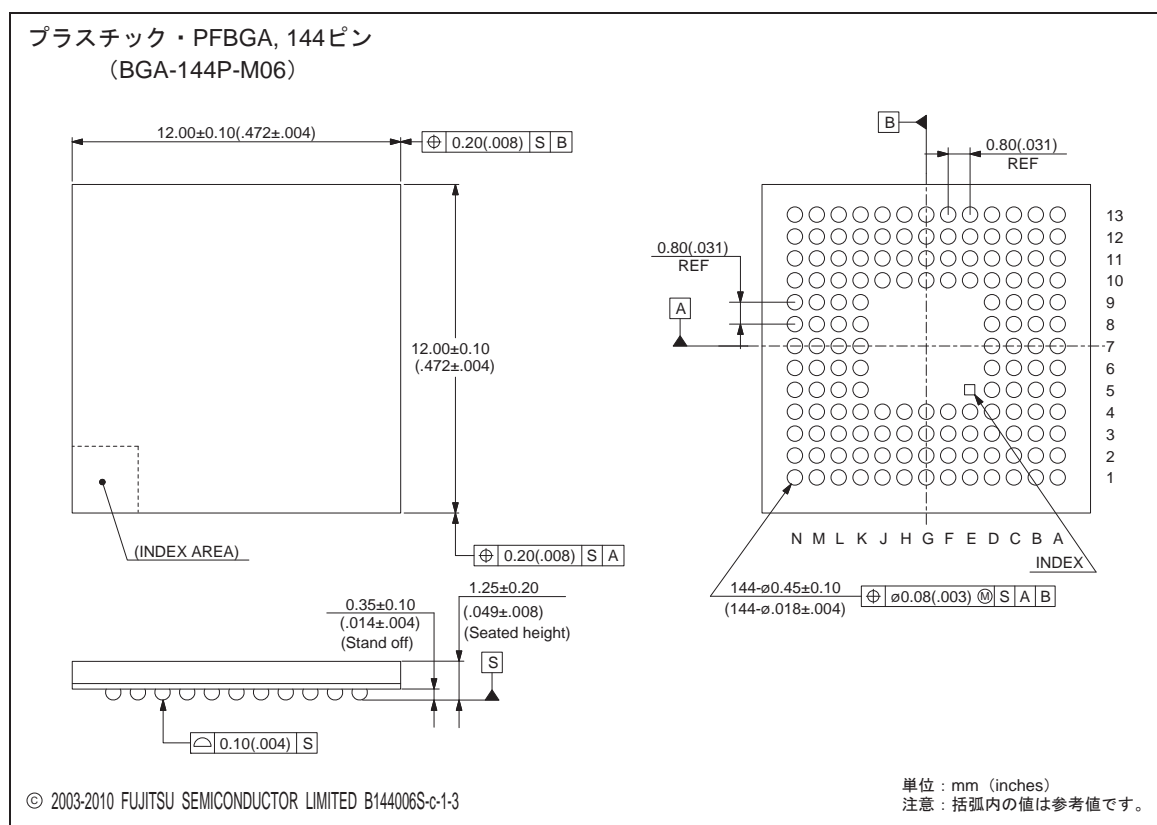 プラスチック・PFBGA, 144ピン
(BGA-144P-M06)
12.00±0.10(.472±.004)
⌖ 0.20(.008) S B
B
0.80(.031)
REF
13
12
11
10
9
8
7
6
5
4
3
2
1
0.80(.031)
REF
A
12.00±0.10
(.472±.004)
(INDEX AREA)
⌖ 0.20(.008) S A
N M L K J H G F E D C B A
INDEX
144-ø0.45±0.10
(144-ø.018±.004)
⌖ ø0.08(.003) Ⓜ S A B
1.25±0.20
(.049±.008)
(Seated height)
0.35±0.10
(.014±.004)
(Stand off)
S
⌓ 0.10(.004) S
© 2003-2010 FUJITSU SEMICONDUCTOR LIMITED B144006S-c-1-3
単位:mm (inches)
注意:括弧内の値は参考値です。